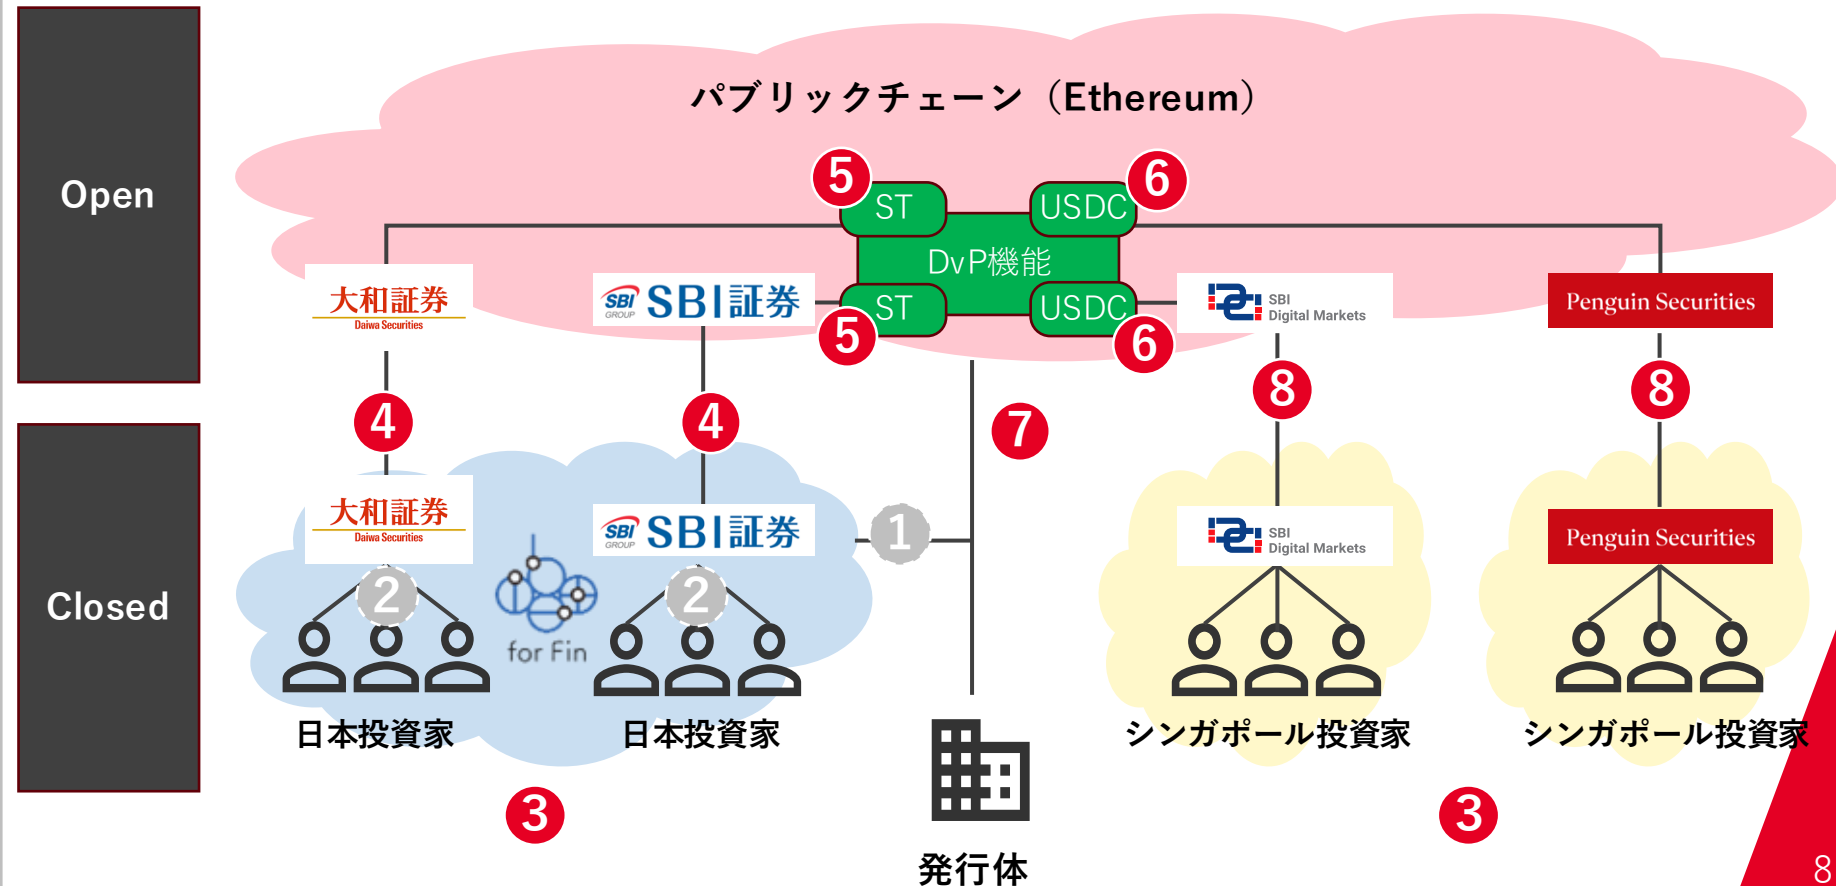 Open
パブリックチェーン（Ethereum）
5
ST
USDC
6
DvP機能
大和証券
Daiwa Securities
SBI
GROUP
SBI証券
5
ST
USDC
6
SBI
Digital Markets
Penguin Securities
4
4
7
8
8
Closed
大和証券
Daiwa Securities
SBI
GROUP
SBI証券
1
SBI
Digital Markets
Penguin Securities
2
2
for Fin
日本投資家
日本投資家
シンガポール投資家
シンガポール投資家
3
3
発行体
8